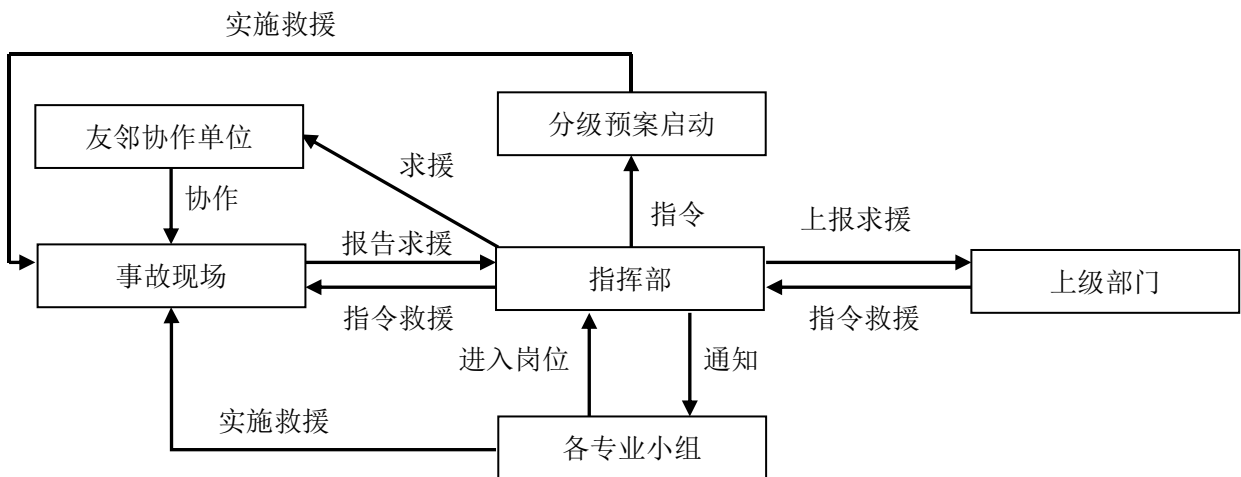 实施救援
友邻协作单位
分级预案启动
求援
协作
指令
上报求援
报告求援
事故现场
指挥部
上级部门
指令救援
指令救援
进入岗位
通知
实施救援
各专业小组